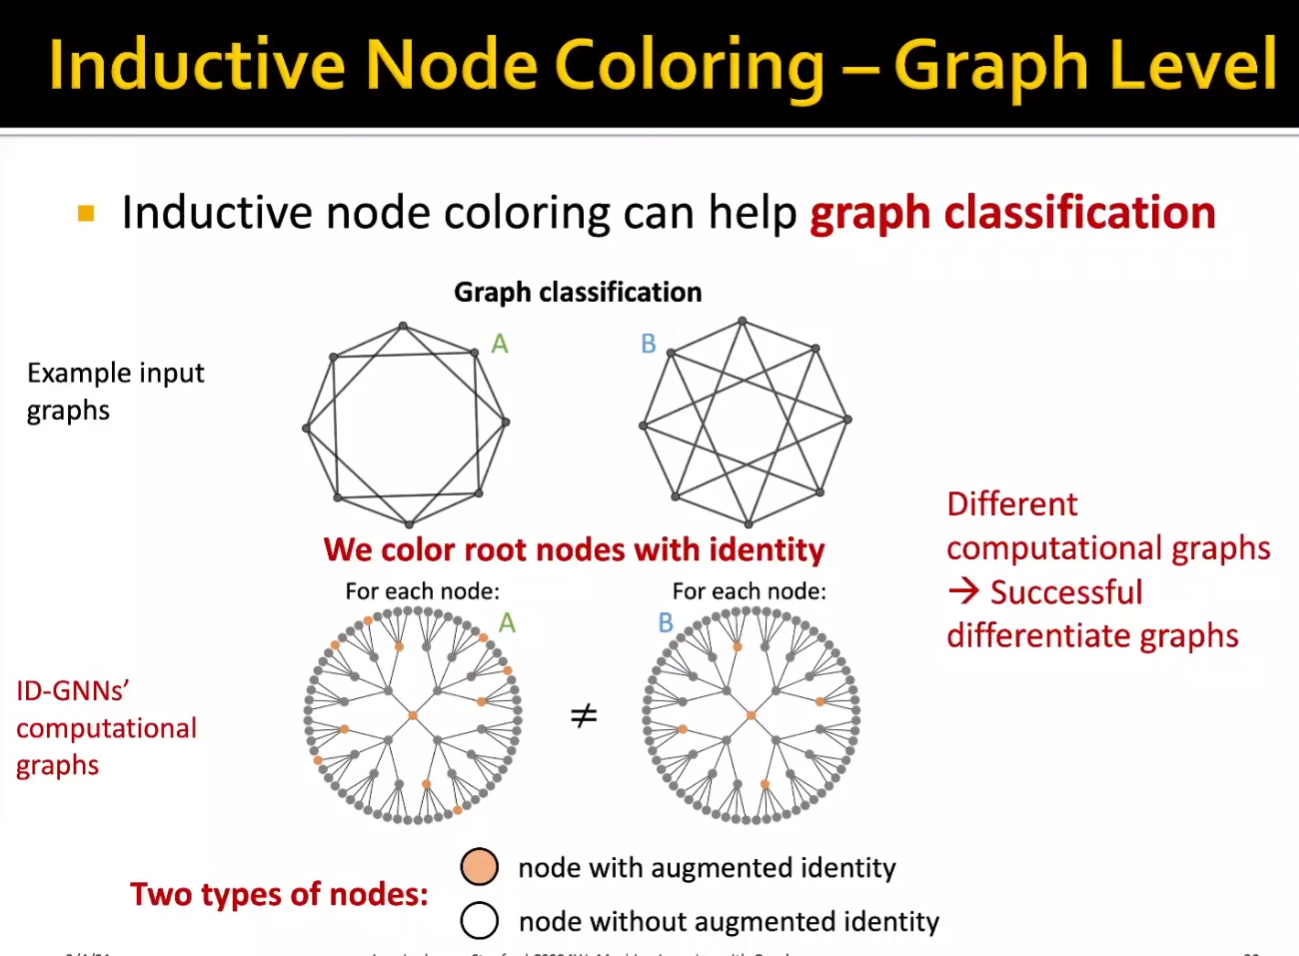 Inductive Node Coloring – Graph Level
Inductive node coloring can help graph classification
Graph classification
A
B
Example input
graphs
We color root nodes with identity
Different
computational graphs
→ Successful
differentiate graphs
For each node:
For each node:
A
B
ID-GNNs’
computational
graphs
≠
Two types of nodes:
node with augmented identity
node without augmented identity